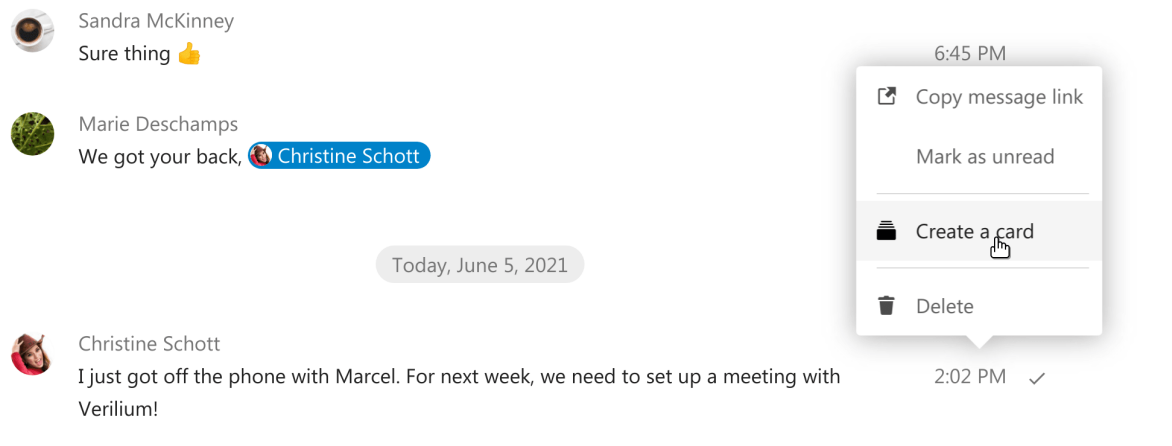 Sandra McKinney
Sure thing 👍
6:45 PM
Copy message link
Marie Deschamps
We got your back, Christine Schott
Mark as unread
Create a card
Today, June 5, 2021
Delete
Christine Schott
I just got off the phone with Marcel. For next week, we need to set up a meeting with
Verilium!
2:02 PM